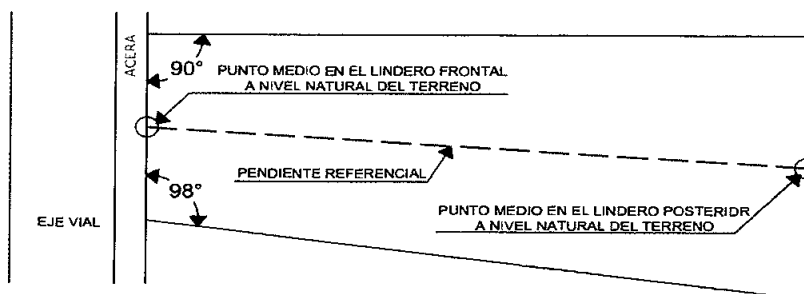 ACERA
90°
PUNTO MEDIO EN EL LINDERO FRONTAL
A NIVEL NATURAL DEL TERRENO
PENDIENTE REFERENCIAL
98°
EJE VIAL
PUNTO MEDIO EN EL LINDERO POSTERIDR
A NIVEL NATURAL DEL TERRENO